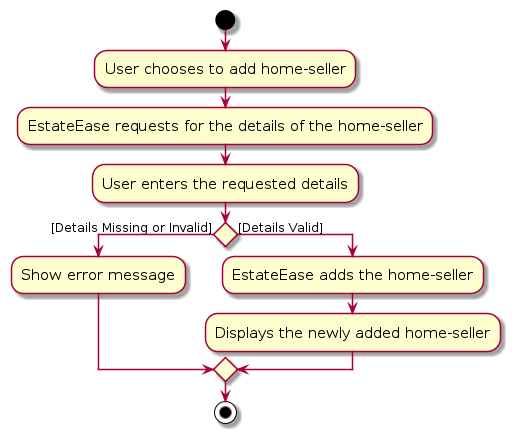 User chooses to add home-seller
EstateEase requests for the details of the home-seller
User enters the requested details
[Details Missing or Invalid]
[Details Valid]
Show error message
EstateEase adds the home-seller
Displays the newly added home-seller